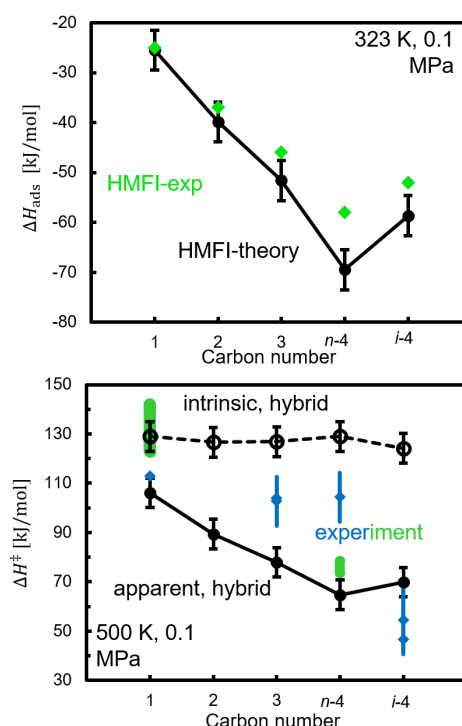 -20
-30
-40
-50
-60
-70
-80
ΔH_ads [kJ/mol]
323 K, 0.1
MPa
HMFI-exp
HMFI-theory
1 2 3 n-4 i-4
Carbon number
150
130
110
90
70
50
30
ΔH‡ [kJ/mol]
intrinsic, hybrid
experiment
apparent, hybrid
500 K, 0.1
MPa
1 2 3 n-4 i-4
Carbon number